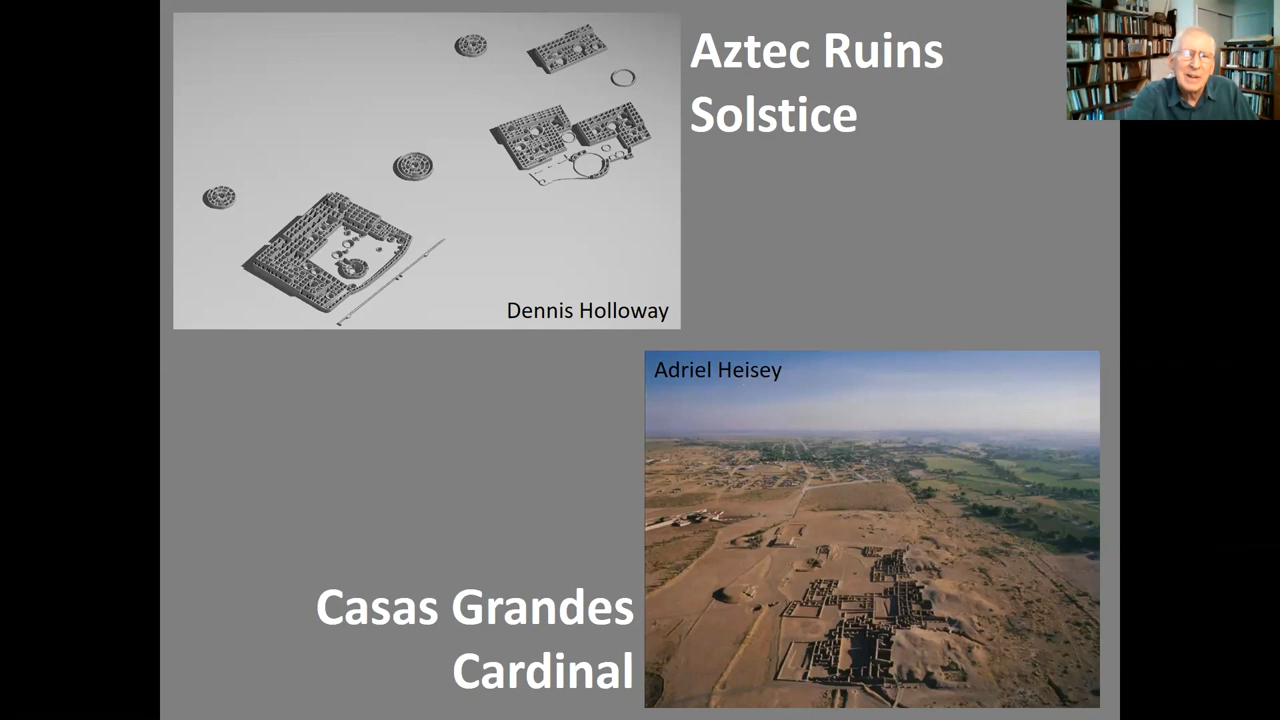 Aztec Ruins
Solstice
Dennis Holloway
Adriel Heisey
Casas Grandes
Cardinal